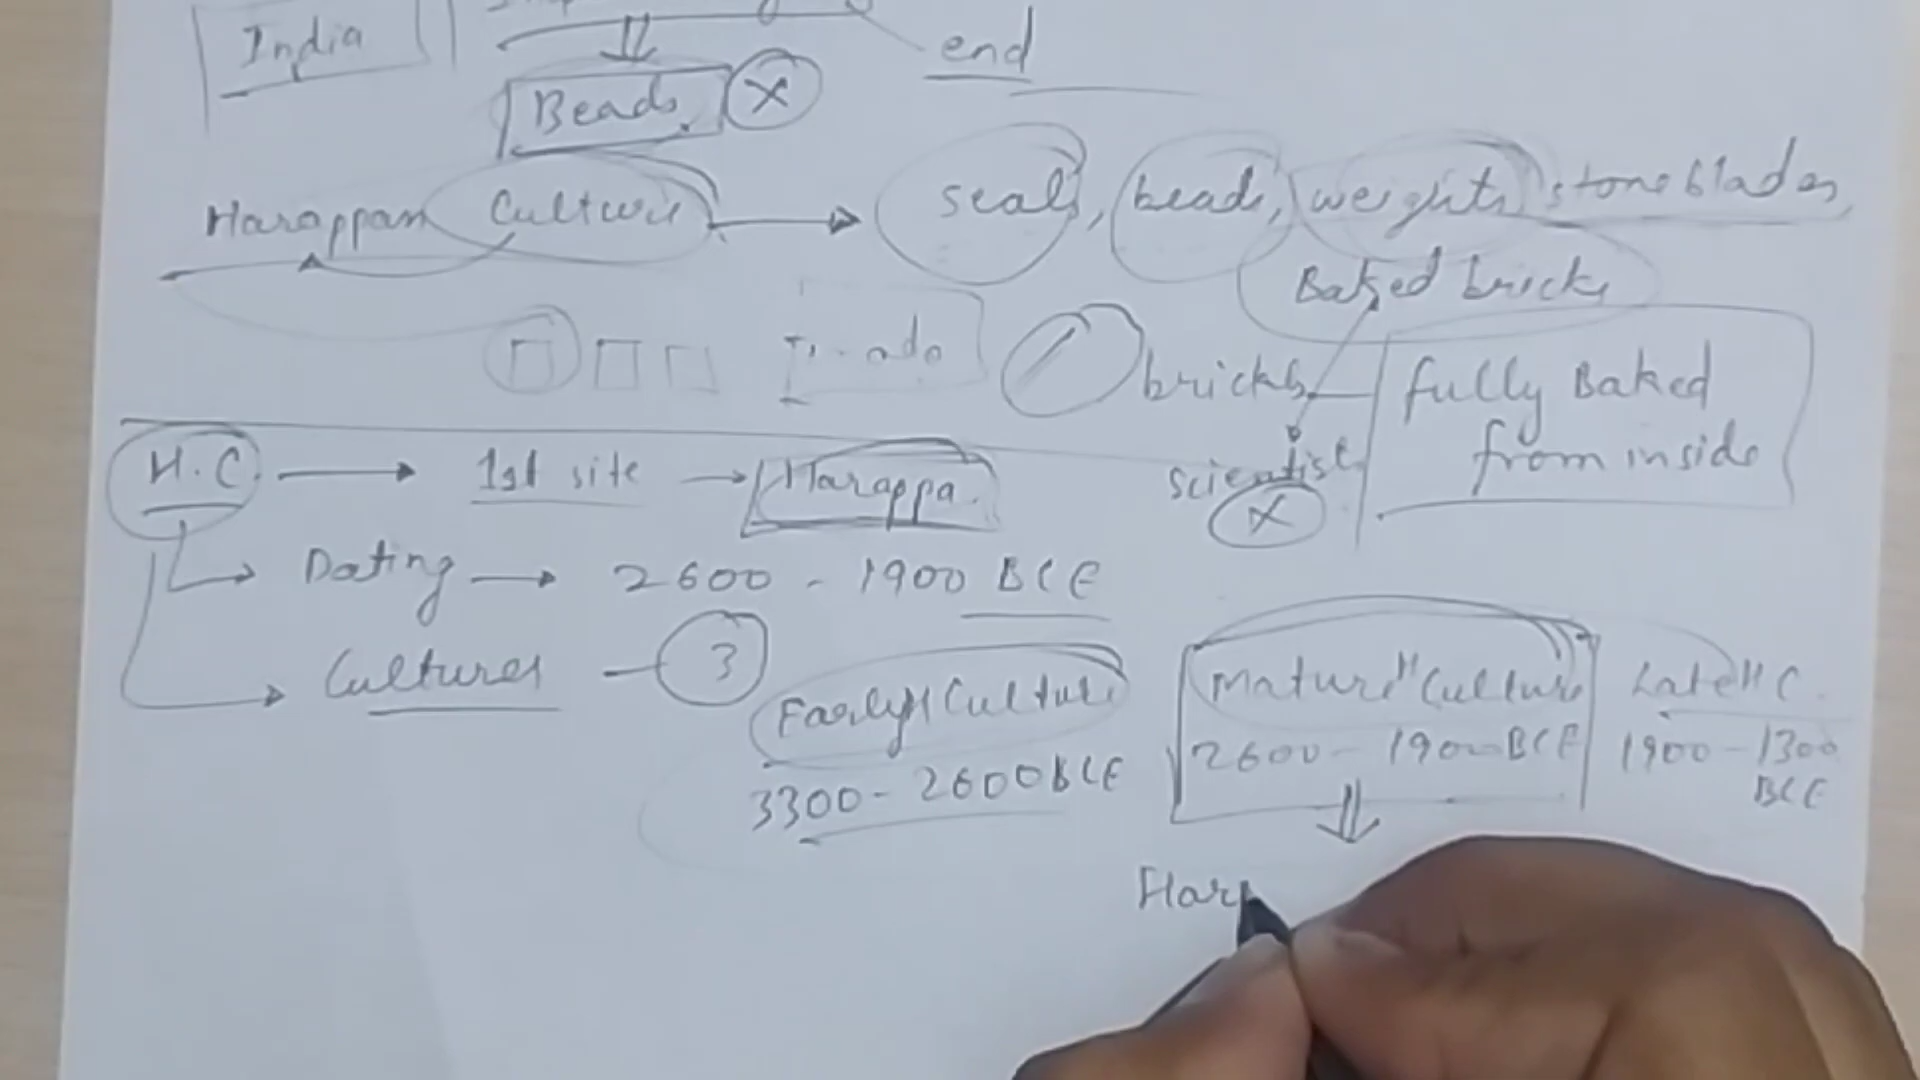 India
end
Beads
Harappan Culture seals, beads, weights, stone blades,
Baked bricks
bricks fully Baked
from inside
H.C. 1st site Harappa.
scientist
Dating 2600 - 1900 BCE
Cultures 3
Early H Culture Mature H Culture Late H C.
3300 - 2600 BCE 2600 - 1900 BCE 1900 - 1300
BCE
Har